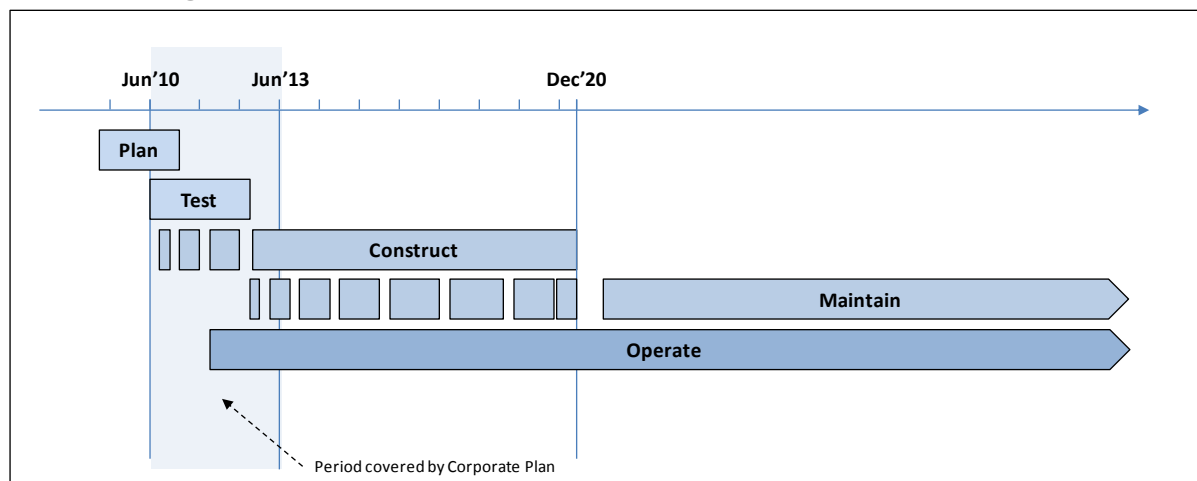 Jun’10 Jun’13 Dec’20
Plan
Test
Construct
Maintain
Operate
Period covered by Corporate Plan